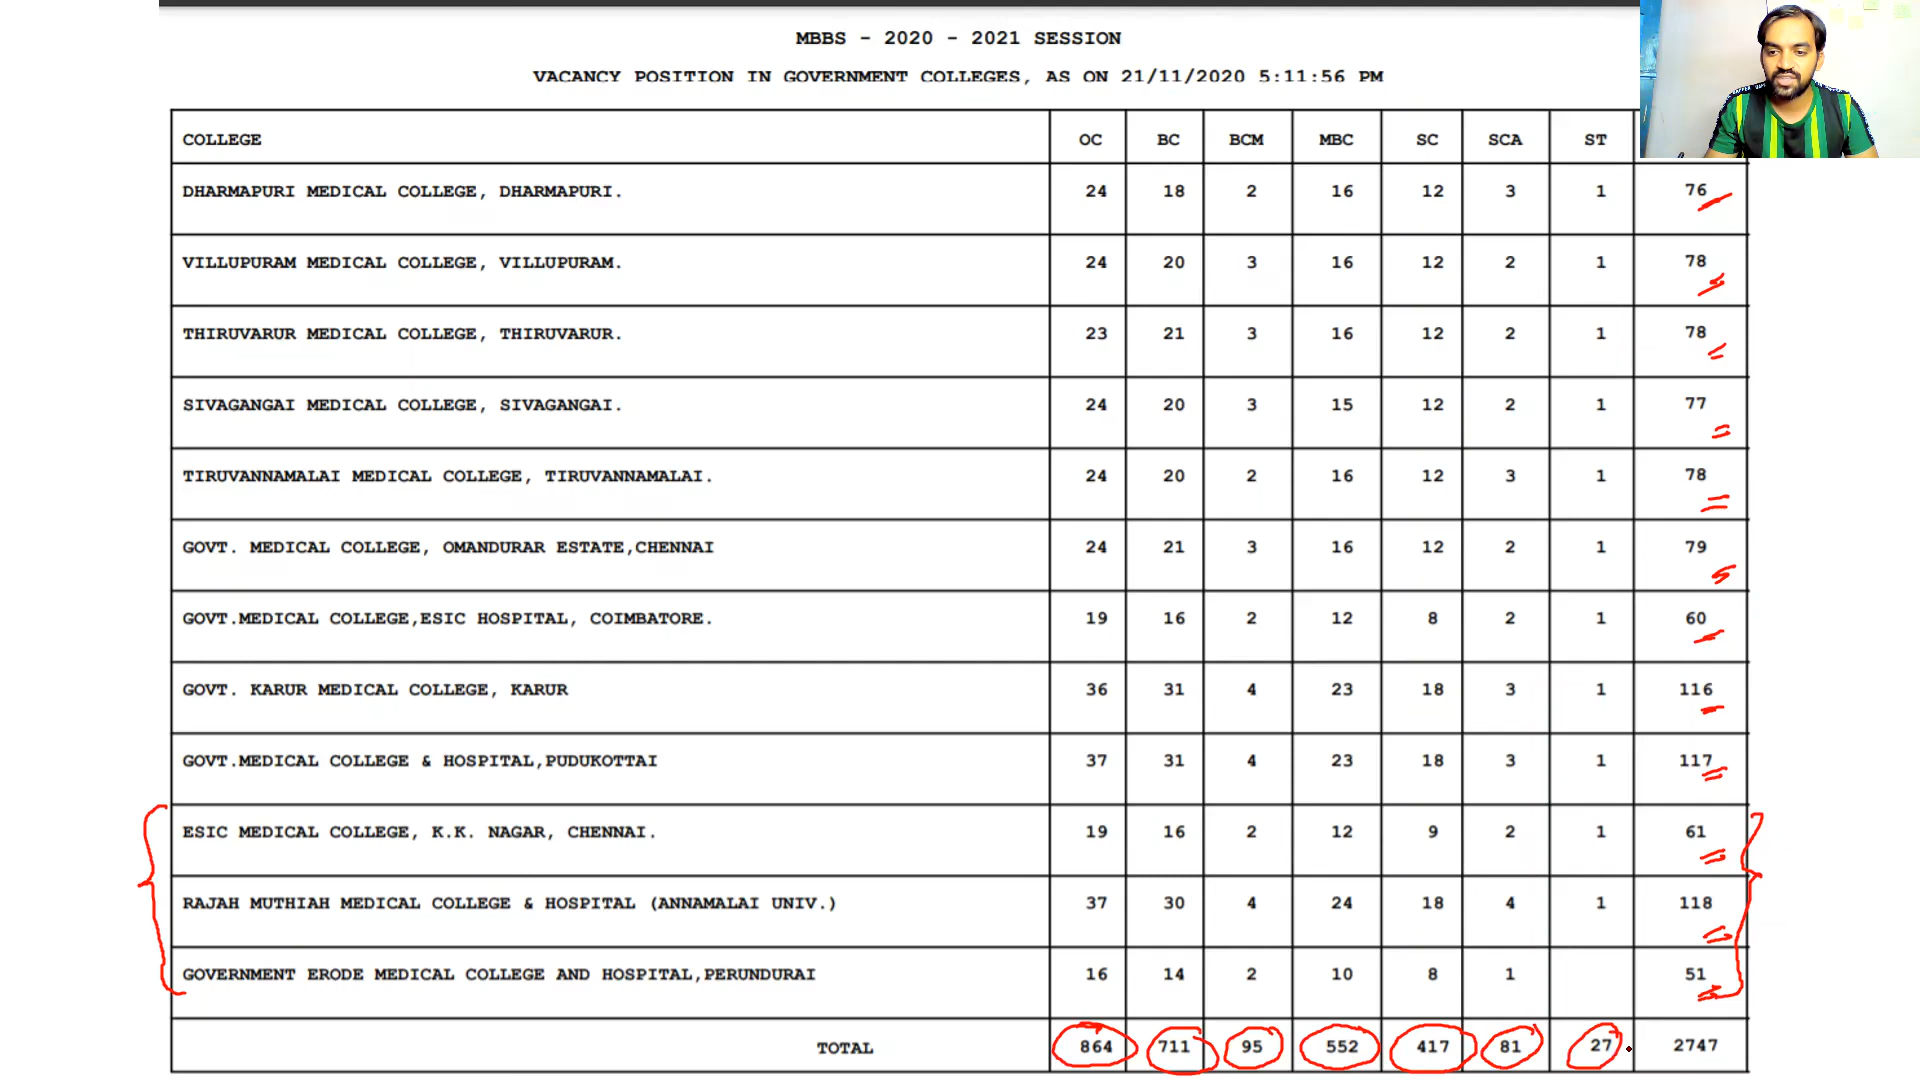 MBBS - 2020 - 2021 SESSION
VACANCY POSITION IN GOVERNMENT COLLEGES, AS ON 21/11/2020 5:11:56 PM
COLLEGE OC BC BCM MBC SC SCA ST
DHARMAPURI MEDICAL COLLEGE, DHARMAPURI. 24 18 2 16 12 3 1 76
VILLUPURAM MEDICAL COLLEGE, VILLUPURAM. 24 20 3 16 12 2 1 78
THIRUVARUR MEDICAL COLLEGE, THIRUVARUR. 23 21 3 16 12 2 1 78
SIVAGANGAI MEDICAL COLLEGE, SIVAGANGAI. 24 20 3 15 12 2 1 77
TIRUVANNAMALAI MEDICAL COLLEGE, TIRUVANNAMALAI. 24 20 2 16 12 3 1 78
GOVT. MEDICAL COLLEGE, OMANDURAR ESTATE,CHENNAI 24 21 3 16 12 2 1 79
GOVT.MEDICAL COLLEGE,ESIC HOSPITAL, COIMBATORE. 19 16 2 12 8 2 1 60
GOVT. KARUR MEDICAL COLLEGE, KARUR 36 31 4 23 18 3 1 116
GOVT.MEDICAL COLLEGE & HOSPITAL,PUDUKOTTAI 37 31 4 23 18 3 1 117
ESIC MEDICAL COLLEGE, K.K. NAGAR, CHENNAI. 19 16 2 12 9 2 1 61
RAJAH MUTHIAH MEDICAL COLLEGE & HOSPITAL (ANNAMALAI UNIV.) 37 30 4 24 18 4 1 118
GOVERNMENT ERODE MEDICAL COLLEGE AND HOSPITAL,PERUNDURAI 16 14 2 10 8 1 51
TOTAL 864 711 95 552 417 81 27 2747